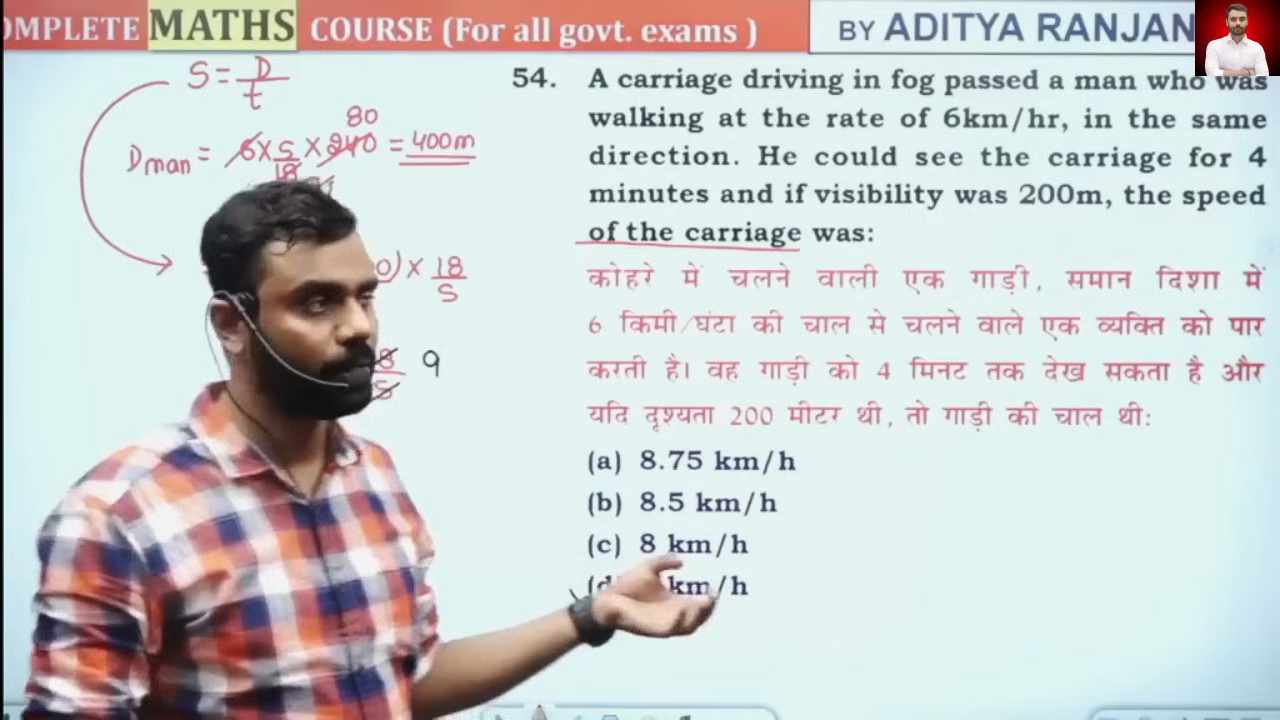 OMPLETE MATHS COURSE (For all govt. exams )
BY ADITYA RANJAN
S = D/t
80
Dman = 6 × 5/18 × 240 = 400m
0) × 18/5
8/5 9
54. A carriage driving in fog passed a man who was
walking at the rate of 6km/hr, in the same
direction. He could see the carriage for 4
minutes and if visibility was 200m, the speed
of the carriage was:
कोहरे में चलने वाली एक गाड़ी, समान दिशा में
6 किमी/घंटा की चाल से चलने वाले एक व्यक्ति को पार
करती है। वह गाड़ी को 4 मिनट तक देख सकता है और
यदि दृश्यता 200 मीटर थी, तो गाड़ी की चाल थी:
(a) 8.75 km/h
(b) 8.5 km/h
(c) 8 km/h
(d km/h